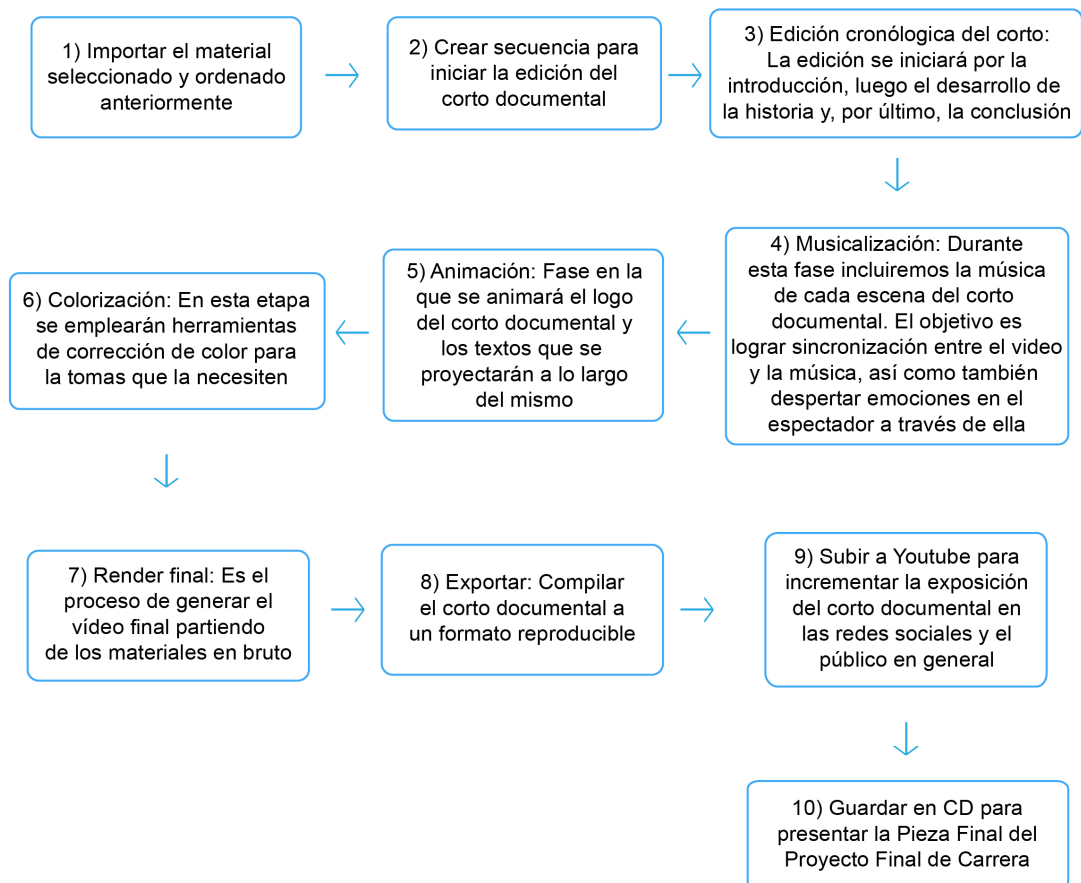 1) Importar el material
seleccionado y ordenado
anteriormente
2) Crear secuencia para
iniciar la edición del
corto documental
3) Edición cronólogica del corto:
La edición se iniciará por la
introducción, luego el desarrollo de
la historia y, por último, la conclusión
4) Musicalización: Durante
esta fase incluiremos la música
de cada escena del corto
documental. El objetivo es
lograr sincronización entre el video
y la música, así como también
despertar emociones en el
espectador a través de ella
5) Animación: Fase en la
que se animará el logo
del corto documental y
los textos que se
proyectarán a lo largo
del mismo
6) Colorización: En esta etapa
se emplearán herramientas
de corrección de color para
la tomas que la necesiten
7) Render final: Es el
proceso de generar el
vídeo final partiendo
de los materiales en bruto
8) Exportar: Compilar
el corto documental a
un formato reproducible
9) Subir a Youtube para
incrementar la exposición
del corto documental en
las redes sociales y el
público en general
10) Guardar en CD para
presentar la Pieza Final del
Proyecto Final de Carrera